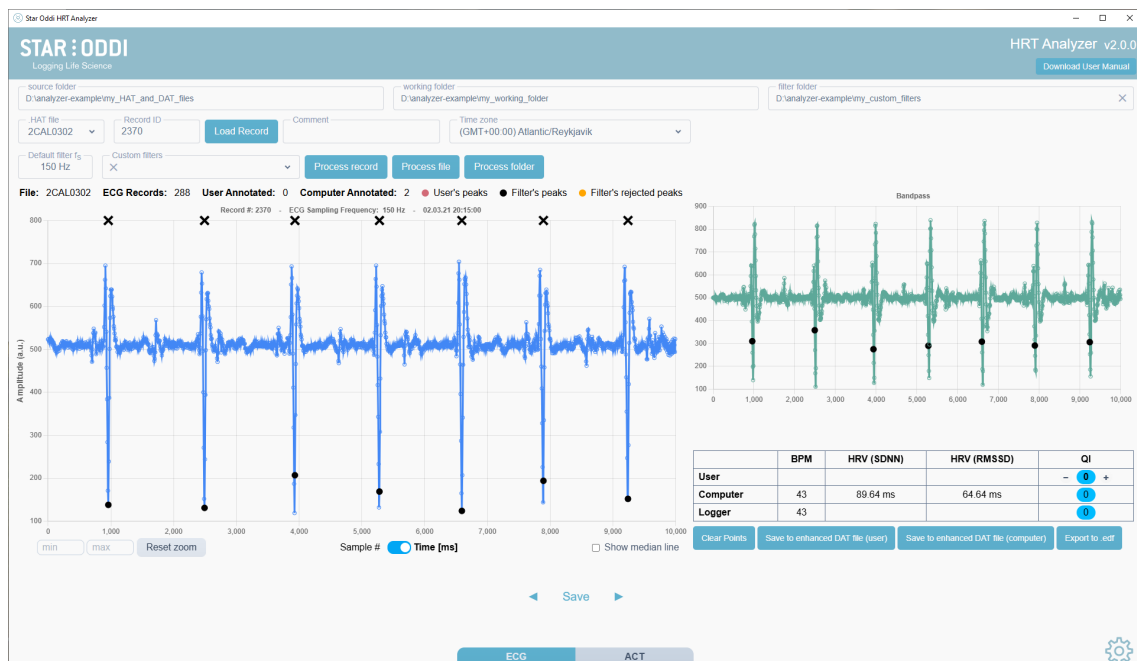 Star Oddi HRT Analyzer
STAR:ODDI
Logging Life Science
HRT Analyzer v2.0.0
Download User Manual
source folder
D:\analyzer-example\my_HAT_and_DAT_files
working folder
D:\analyzer-example\my_working_folder
filter folder
D:\analyzer-example\my_custom_filters
.HAT file
2CAL0302
Record ID
2370
Load Record
Comment
Time zone
(GMT+00:00) Atlantic/Reykjavik
Default filter fS
150 Hz
Custom filters
Process record
Process file
Process folder
File: 2CAL0302 ECG Records: 288 User Annotated: 0 Computer Annotated: 2 User's peaks Filter's peaks Filter's rejected peaks
Record #: 2370 - ECG Sampling Frequency: 150 Hz - 02.03.21 20:15:00
Amplitude (a.u.)
800
700
600
500
400
300
200
100
0 1,000 2,000 3,000 4,000 5,000 6,000 7,000 8,000 9,000 10,000
min max Reset zoom
Sample # Time [ms]
Show median line
Bandpass
900
800
700
600
500
400
300
200
100
0
0 1,000 2,000 3,000 4,000 5,000 6,000 7,000 8,000 9,000 10,000
BPM HRV (SDNN) HRV (RMSSD) QI
User - 0 +
Computer 43 89.64 ms 64.64 ms 0
Logger 43 0
Clear Points Save to enhanced DAT file (user) Save to enhanced DAT file (computer) Export to .edf
Save
ECG ACT